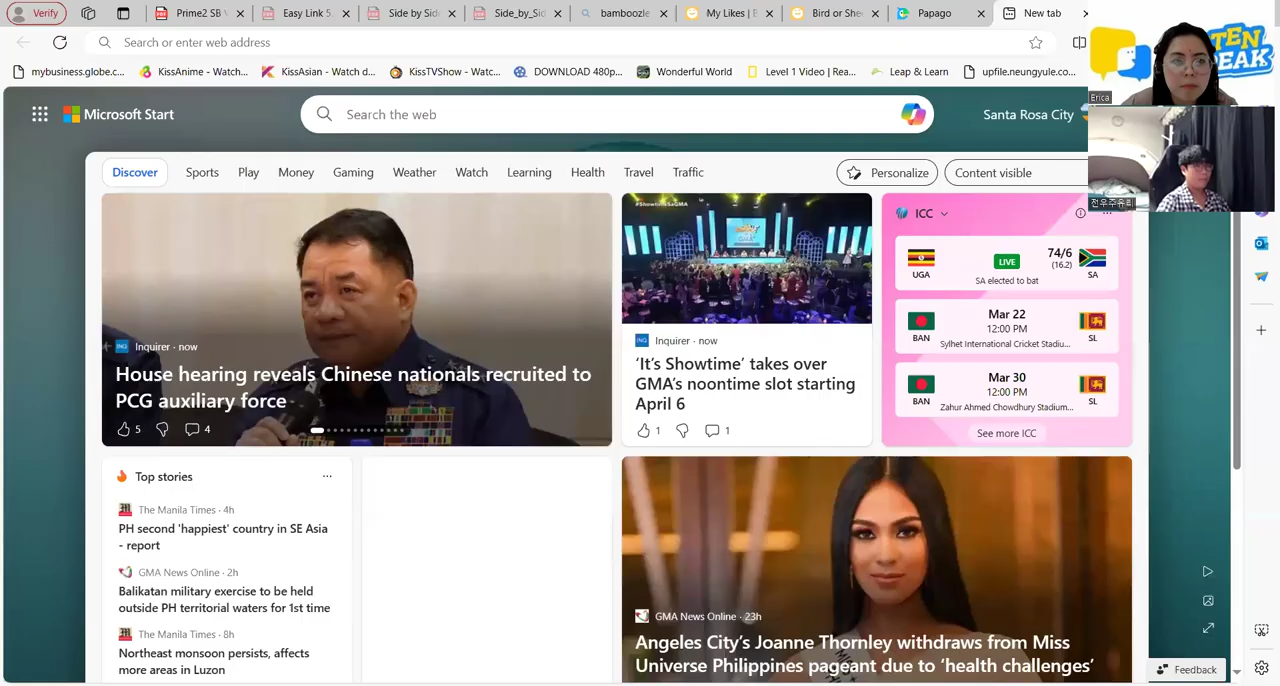 Verify
Prime2 SB
Easy Link 5.
Side by Sid
Side_by_Sid
bamboozle
My Likes | B
Bird or She
Papago
New tab
Search or enter web address
mybusiness.globe.c...
KissAnime - Watch...
KissAsian - Watch d...
KissTVShow - Watc...
DOWNLOAD 480p...
Wonderful World
Level 1 Video | Rea...
Leap & Learn
upfile.neungyule.co...
TEN
EAK
Erica
전우주유리
Microsoft Start
Search the web
Santa Rosa City
Discover
Sports
Play
Money
Gaming
Weather
Watch
Learning
Health
Travel
Traffic
Personalize
Content visible
Inquirer · now
House hearing reveals Chinese nationals recruited to
PCG auxiliary force
5
4
#ShowtimeSaGMA
Inquirer · now
‘It’s Showtime’ takes over
GMA’s noontime slot starting
April 6
1
1
ICC
UGA
LIVE
74/6
(16.2)
SA
SA elected to bat
BAN
Mar 22
12:00 PM
Sylhet International Cricket Stadiu...
SL
BAN
Mar 30
12:00 PM
Zahur Ahmed Chowdhury Stadium...
SL
See more ICC
Top stories
The Manila Times · 4h
PH second 'happiest' country in SE Asia
- report
GMA News Online · 2h
Balikatan military exercise to be held
outside PH territorial waters for 1st time
The Manila Times · 8h
Northeast monsoon persists, affects
more areas in Luzon
GMA News Online · 23h
Angeles City’s Joanne Thornley withdraws from Miss
Universe Philippines pageant due to ‘health challenges’
Feedback